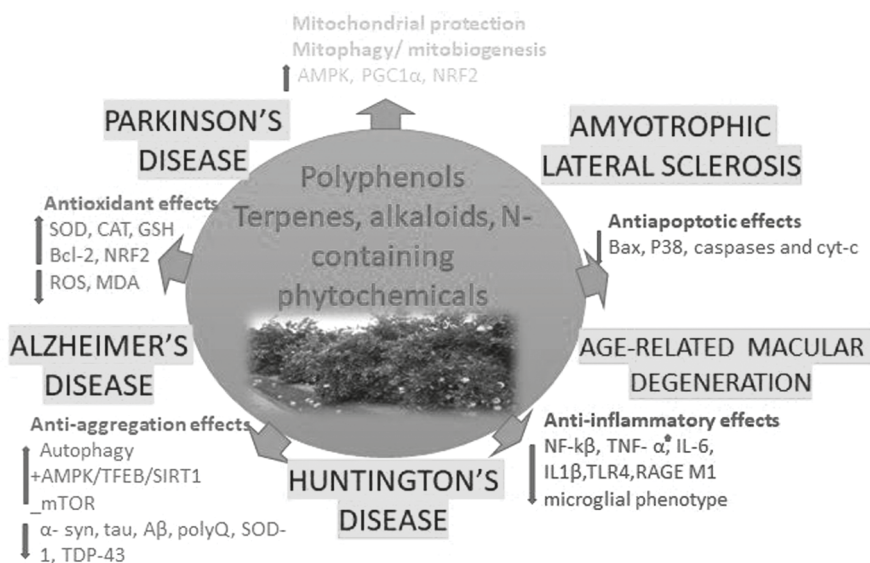 Mitochondrial protection
Mitophagy/ mitobiogenesis
AMPK, PGC1α, NRF2
PARKINSON'S
DISEASE
AMYOTROPHIC
LATERAL SCLEROSIS
Polyphenols
Terpenes, alkaloids, N-
containing
phytochemicals
Antioxidant effects
SOD, CAT, GSH
Bcl-2, NRF2
ROS, MDA
Antiapoptotic effects
Bax, P38, caspases and cyt-c
ALZHEIMER'S
DISEASE
AGE-RELATED MACULAR
DEGENERATION
Anti-aggregation effects
Autophagy
+AMPK/TFEB/SIRT1
_mTOR
α- syn, tau, Aβ, polyQ, SOD-
1, TDP-43
HUNTINGTON'S
DISEASE
Anti-inflammatory effects
NF-kβ, TNF- α, IL-6,
IL1β,TLR4,RAGE M1
microglial phenotype